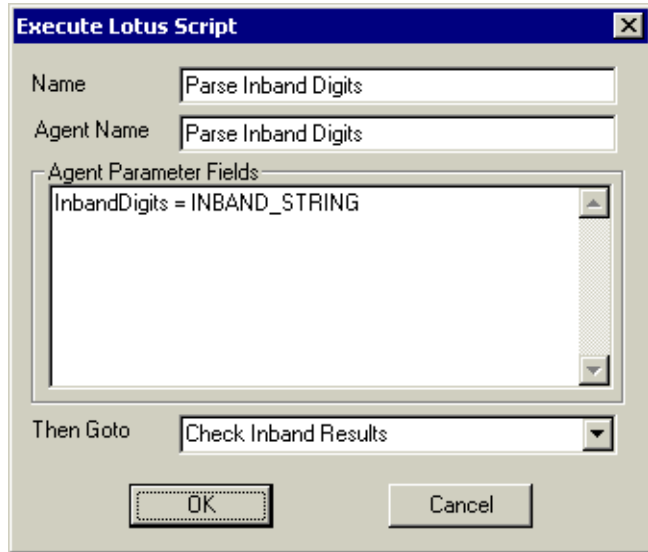 Execute Lotus Script
Name Parse Inband Digits
Agent Name Parse Inband Digits
Agent Parameter Fields
InbandDigits = INBAND_STRING
Then Goto Check Inband Results
OK Cancel